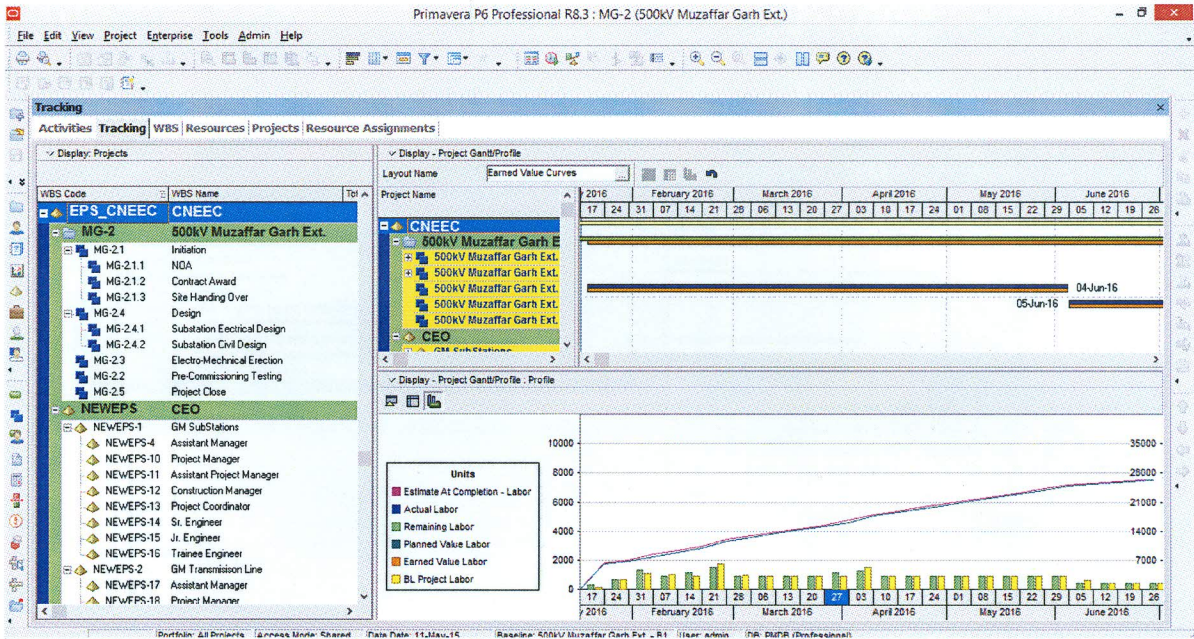 Primavera P6 Professional R8.3 : MG-2 (500kV Muzaffar Garh Ext.)
File Edit View Project Enterprise Tools Admin Help
Tracking
Activities Tracking WBS Resources Projects Resource Assignments
Display: Projects
WBS Code WBS Name Tot
EPS_CNEEC CNEEC
MG-2 500kV Muzaffar Garh Ext.
MG-2.1 Initiation
MG-2.1.1 NOA
MG-2.1.2 Contract Award
MG-2.1.3 Site Handing Over
MG-2.4 Design
MG-2.4.1 Substation Eectrical Design
MG-2.4.2 Substation Civil Design
MG-2.3 Electro-Mechnical Erection
MG-2.2 Pre-Commissioning Testing
MG-2.5 Project Close
NEWEPS CEO
NEWEPS-1 GM SubStations
NEWEPS-4 Assistant Manager
NEWEPS-10 Project Manager
NEWEPS-11 Assistant Project Manager
NEWEPS-12 Construction Manager
NEWEPS-13 Project Coordinator
NEWEPS-14 Sr. Engineer
NEWEPS-15 Jr. Engineer
NEWEPS-16 Trainee Engineer
NEWEPS-2 GM Transmisison Line
NEWEPS-17 Assistant Manager
NEWEPS-18 Project Manager
Display - Project Gantt/Profile
Layout Name Earned Value Curves ...
Project Name
2016 February 2016 March 2016 April 2016 May 2016 June 2016
17 24 31 07 14 21 28 06 13 20 27 03 10 17 24 01 08 15 22 29 05 12 19 26
CNEEC
500kV Muzaffar Garh E
500kV Muzaffar Garh Ext.
500kV Muzaffar Garh Ext.
500kV Muzaffar Garh Ext.
500kV Muzaffar Garh Ext.
500kV Muzaffar Garh Ext.
CEO
GM SubStations
04-Jun-16
05-Jun-16
Display - Project Gantt/Profile : Profile
Units
Estimate At Completion - Labor
Actual Labor
Remaining Labor
Planned Value Labor
Earned Value Labor
BL Project Labor
10000 35000
8000 28000
6000 21000
4000 14000
2000 7000
0
17 24 31 07 14 21 28 06 13 20 27 03 10 17 24 01 08 15 22 29 05 12 19 26
2016 February 2016 March 2016 April 2016 May 2016 June 2016
Portfolio: All Projects Access Mode: Shared Data Date: 11-May-15 Baseline: 500kV Muzaffar Garh Ext. - B1 User: admin DB: PMDB (Professional)